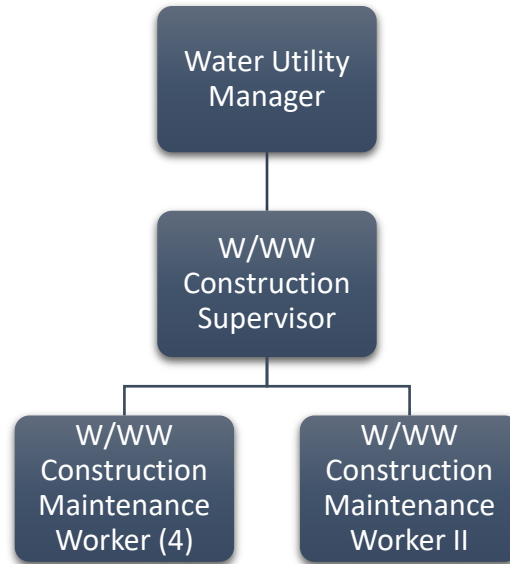 Water Utility
Manager
W/WW
Construction
Supervisor
W/WW
Construction
Maintenance
Worker (4)
W/WW
Construction
Maintenance
Worker II